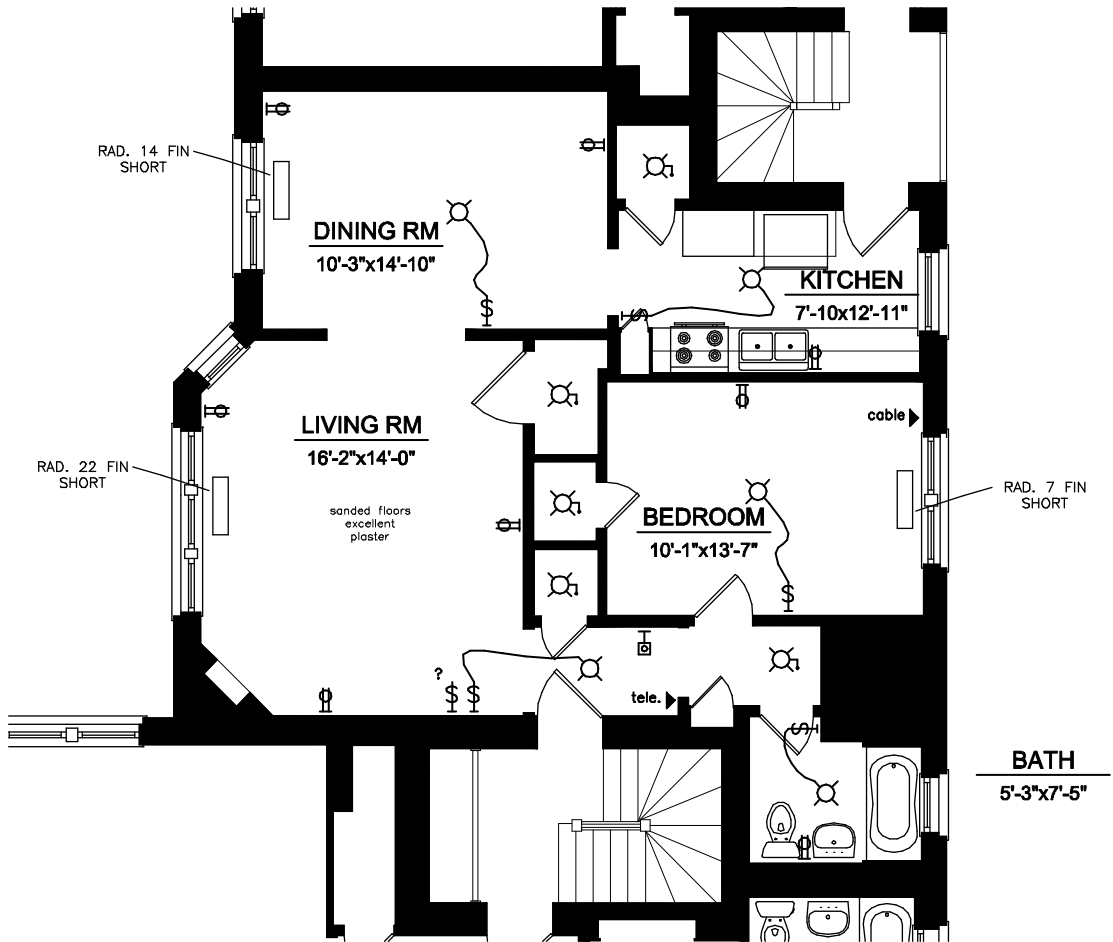 RAD. 14 FIN
SHORT
DINING RM
10'-3"x14'-10"
KITCHEN
7'-10x12'-11"
$
$
LIVING RM
16'-2"x14'-0"
cable
RAD. 22 FIN
SHORT
sanded floors
excellent
plaster
BEDROOM
10'-1"x13'-7"
RAD. 7 FIN
SHORT
$
?
$
$
tele.
$
BATH
5'-3"x7'-5"